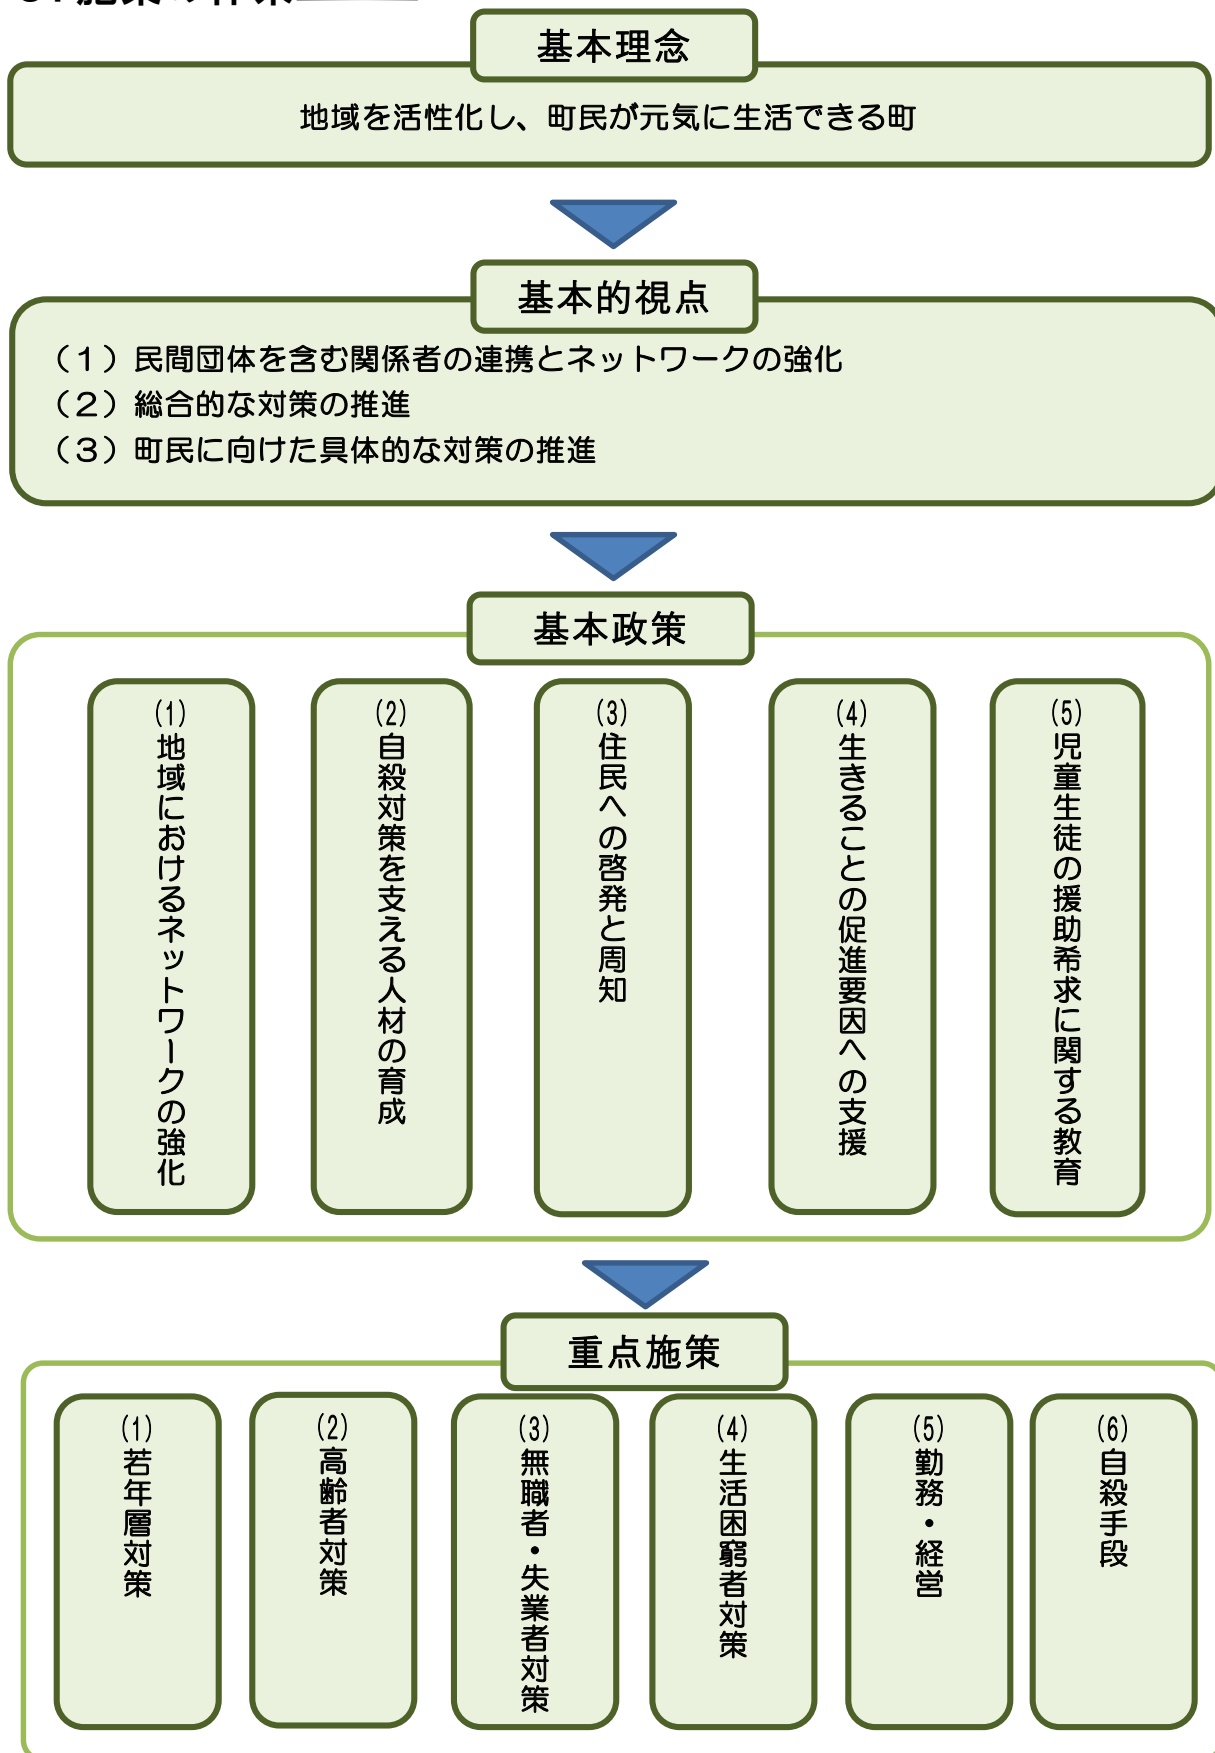 施策の体系
基本理念
地域を活性化し、町民が元気に生活できる町
基本的視点
（1）民間団体を含む関係者の連携とネットワークの強化
（2）総合的な対策の推進
（3）町民に向けた具体的な対策の推進
基本政策
(1)地域におけるネットワークの強化
(2)自殺対策を支える人材の育成
(3)住民への啓発と周知
(4)生きることの促進要因への支援
(5)児童生徒の援助希求に関する教育
重点施策
(1)若年層対策
(2)高齢者対策
(3)無職者・失業者対策
(4)生活困窮者対策
(5)勤務・経営
(6)自殺手段